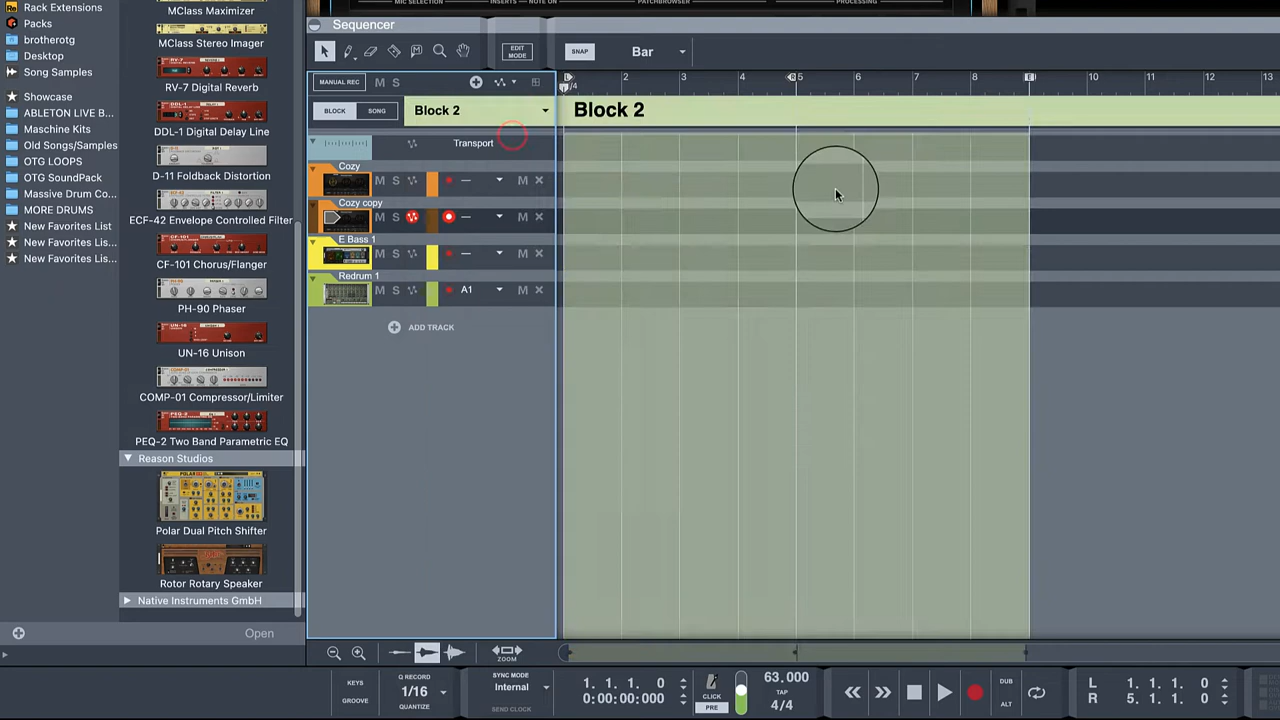 MIC SELECTION
INSERTS / NOTE ON
PATCHBROWSER
PROCESSING
Rack Extensions
Packs
brotherotg
Desktop
Song Samples
Showcase
ABLETON LIVE B...
Maschine Kits
Old Songs/Samples
OTG LOOPS
OTG SoundPack
Massive Drum Co...
MORE DRUMS
New Favorites List
New Favorites Lis...
New Favorites Lis...
Open
MClass Maximizer
MClass Stereo Imager
RV-7 Digital Reverb
DDL-1 Digital Delay Line
D-11 Foldback Distortion
ECF-42 Envelope Controlled Filter
CF-101 Chorus/Flanger
PH-90 Phaser
UN-16 Unison
COMP-01 Compressor/Limiter
PEQ-2 Two Band Parametric EQ
Reason Studios
Polar Dual Pitch Shifter
Rotor Rotary Speaker
Native Instruments GmbH
Sequencer
EDIT
MODE
SNAP
Bar
MANUAL REC
M S
BLOCK
SONG
Block 2
L 2 3 4 R 5 6 7 8 E 10 11 12 13
/4
Block 2
Transport
Cozy
M S — M
Cozy copy
M S — M
E Bass 1
M S — M
Redrum 1
M S A1 M
ADD TRACK
ZOOM
KEYS
GROOVE
Q RECORD
1/16
QUANTIZE
SYNC MODE
Internal
SEND CLOCK
1. 1. 1. 0
0:00:00:000
CLICK
PRE
63.000
TAP
4/4
DUB
ALT
L 1. 1. 1. 0
R 5. 1. 1. 0